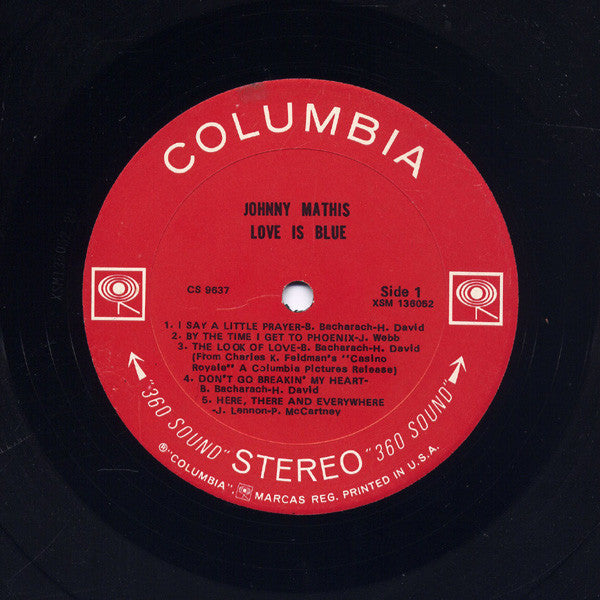 COLUMBIA
JOHNNY MATHIS
LOVE IS BLUE
CS 9637
Side 1
XSM 136052
1. I SAY A LITTLE PRAYER-B. Bacharach-H. David
2. BY THE TIME I GET TO PHOENIX-J. Webb
3. THE LOOK OF LOVE-B. Bacharach-H. David
(From Charles K. Feldman's "Casino
Royale" A Columbia Pictures Release)
4. DON'T GO BREAKIN' MY HEART-
B. Bacharach-H. David
5. HERE, THERE AND EVERYWHERE
-J. Lennon-P. McCartney
"360 SOUND" STEREO "360 SOUND"
®"COLUMBIA", MARCAS REG. PRINTED IN U.S.A.